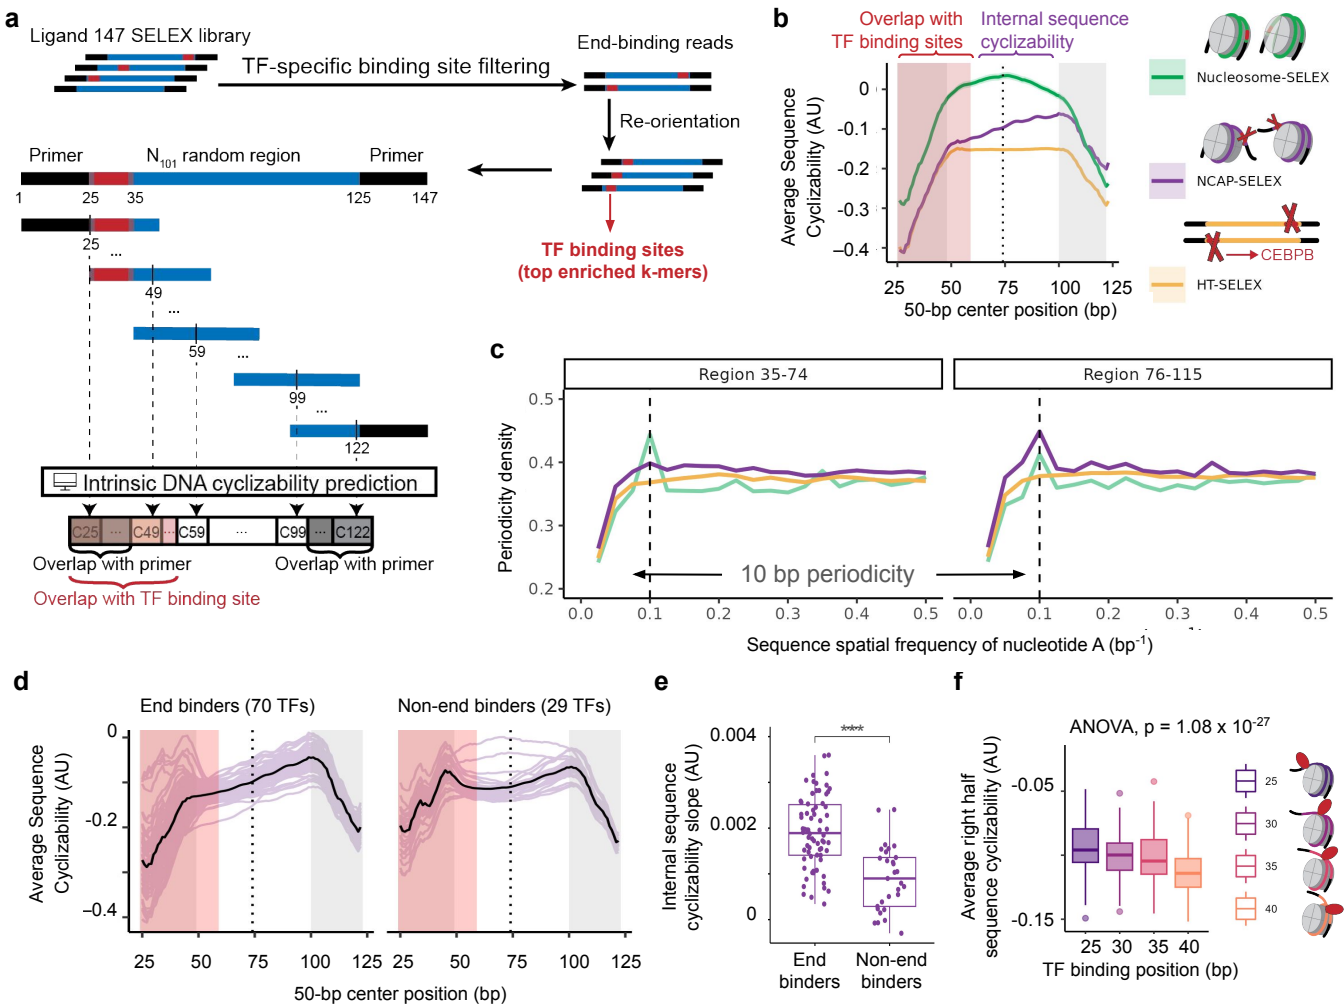 a
Ligand 147 SELEX library
TF-specific binding site filtering
End-binding reads
Re-orientation
Primer
N101 random region
Primer
1
25
35
125
147
TF binding sites
(top enriched k-mers)
25
...
49
...
59
...
99
...
122
Intrinsic DNA cyclizability prediction
C25
...
C49
...
C59
...
C99
...
C122
Overlap with primer
Overlap with primer
Overlap with TF binding site
b
Overlap with
TF binding sites
Internal sequence
cyclizability
Average Sequence
Cyclizability (AU)
0
−0.1
−0.2
−0.3
−0.4
25
50
75
100
125
50-bp center position (bp)
Nucleosome-SELEX
NCAP-SELEX
CEBPB
HT-SELEX
c
Region 35-74
Region 76-115
Periodicity density
0.5
0.4
0.3
0.2
10 bp periodicity
0.0
0.1
0.2
0.3
0.4
0.5
0.0
0.1
0.2
0.3
0.4
0.5
Sequence spatial frequency of nucleotide A (bp-1)
d
End binders (70 TFs)
Non-end binders (29 TFs)
Average Sequence
Cyclizability (AU)
0
−0.2
−0.4
25
50
75
100
125
25
50
75
100
125
50-bp center position (bp)
e
Internal sequence
cyclizability slope (AU)
0.004
0.002
0
***
End
binders
Non-end
binders
f
ANOVA, p = 1.08 x 10-27
Average right half
sequence cyclizability (AU)
-0.05
-0.15
25
30
35
40
TF binding position (bp)
25
30
35
40